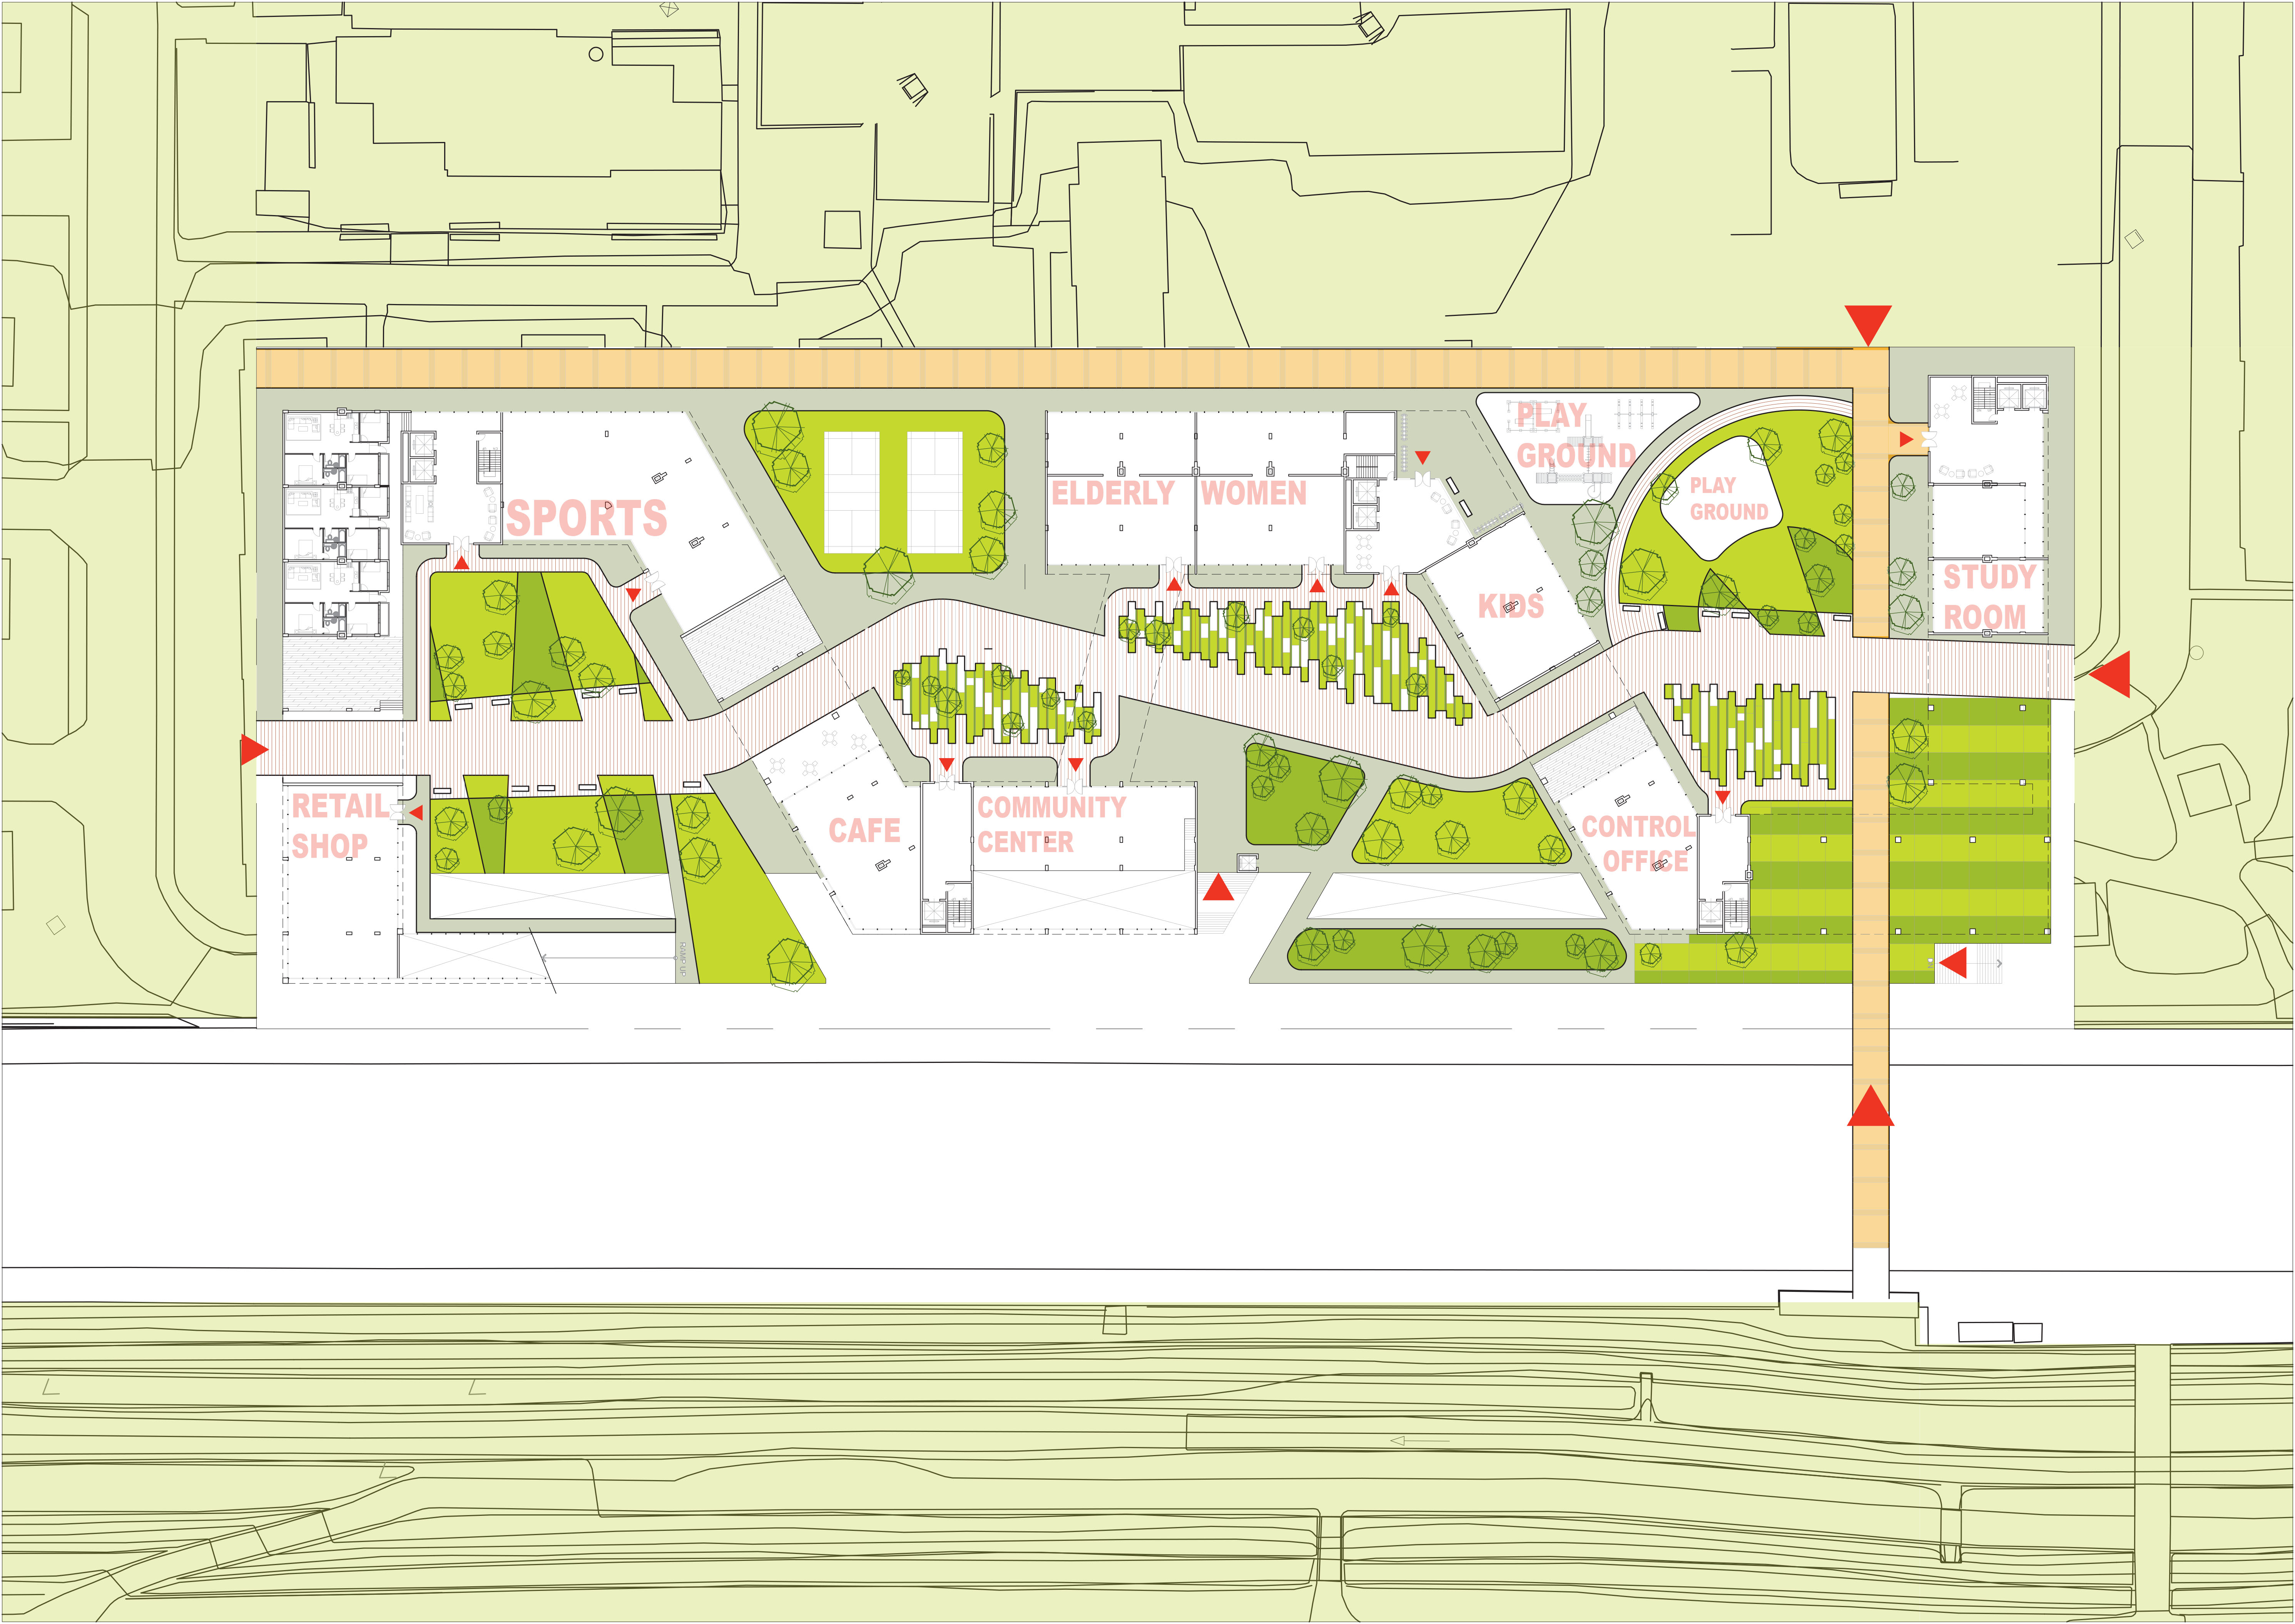 PLAY
GROUND
PLAY
GROUND
ELDERLY
WOMEN
SPORTS
STUDY
ROOM
KIDS
RETAIL
SHOP
CAFE
COMMUNITY
CENTER
CONTROL
OFFICE